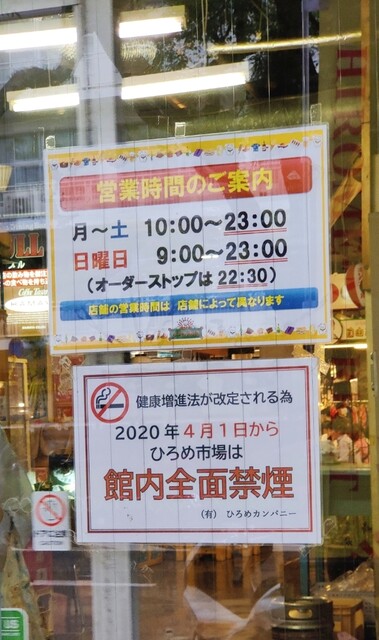 営業時間のご案内
月～土 10:00～23:00
日曜日 9:00～23:00
(オーダーストップは 22:30)
店舗の営業時間は 店舗によって異なります
健康増進法が改定される為
2020年4月1日から
ひろめ市場は
館内全面禁煙
(有) ひろめカンパニー